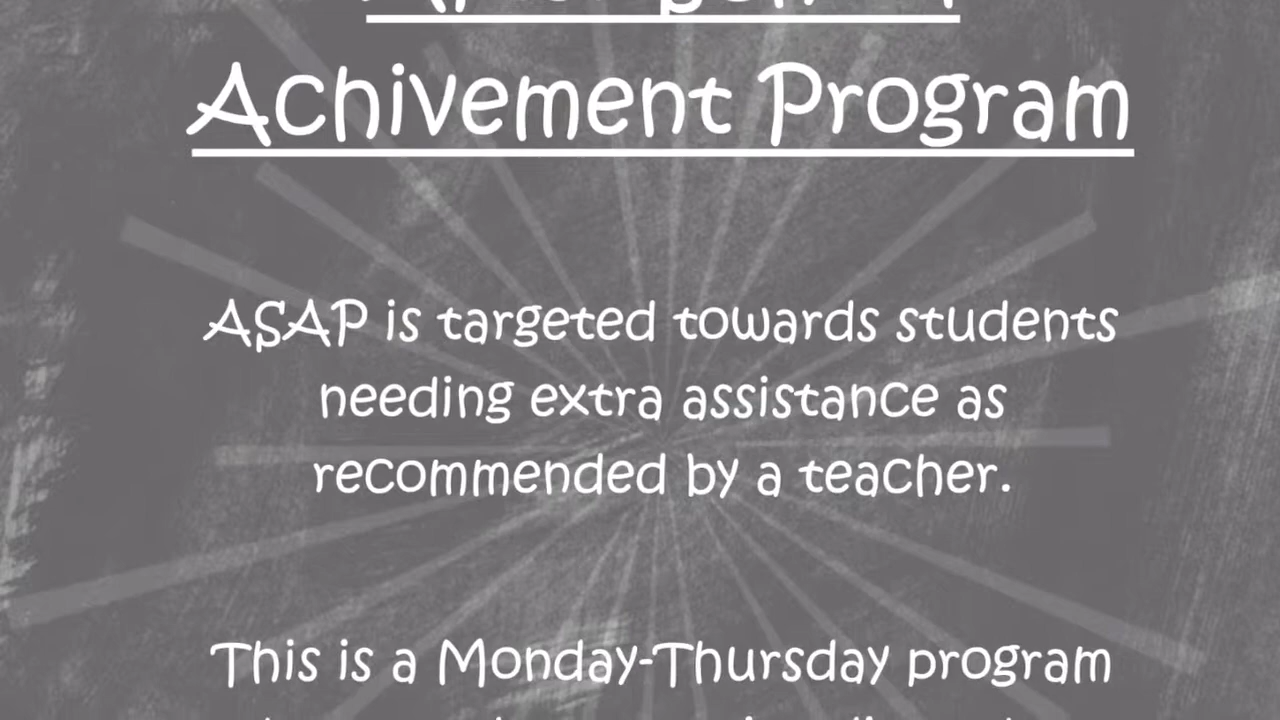 Achivement Program
ASAP is targeted towards students
needing extra assistance as
recommended by a teacher.
This is a Monday-Thursday program